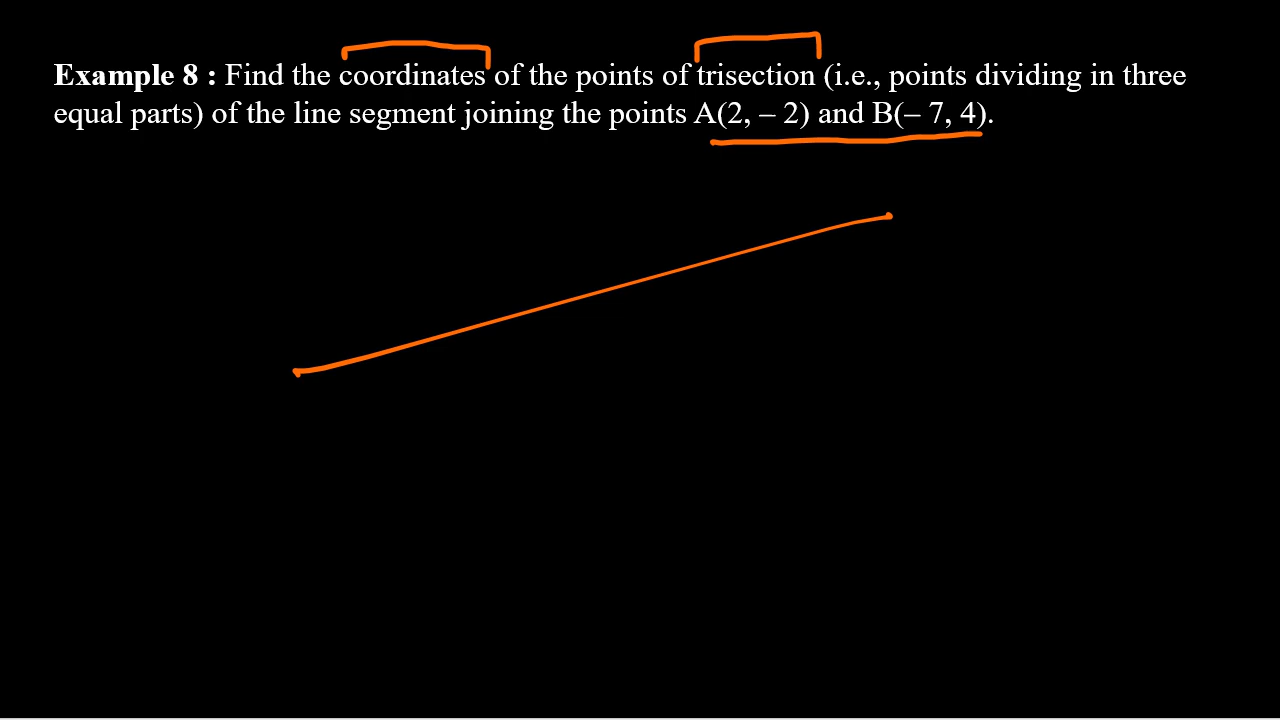 Example 8 : Find the coordinates of the points of trisection (i.e., points dividing in three
equal parts) of the line segment joining the points A(2, – 2) and B(– 7, 4).